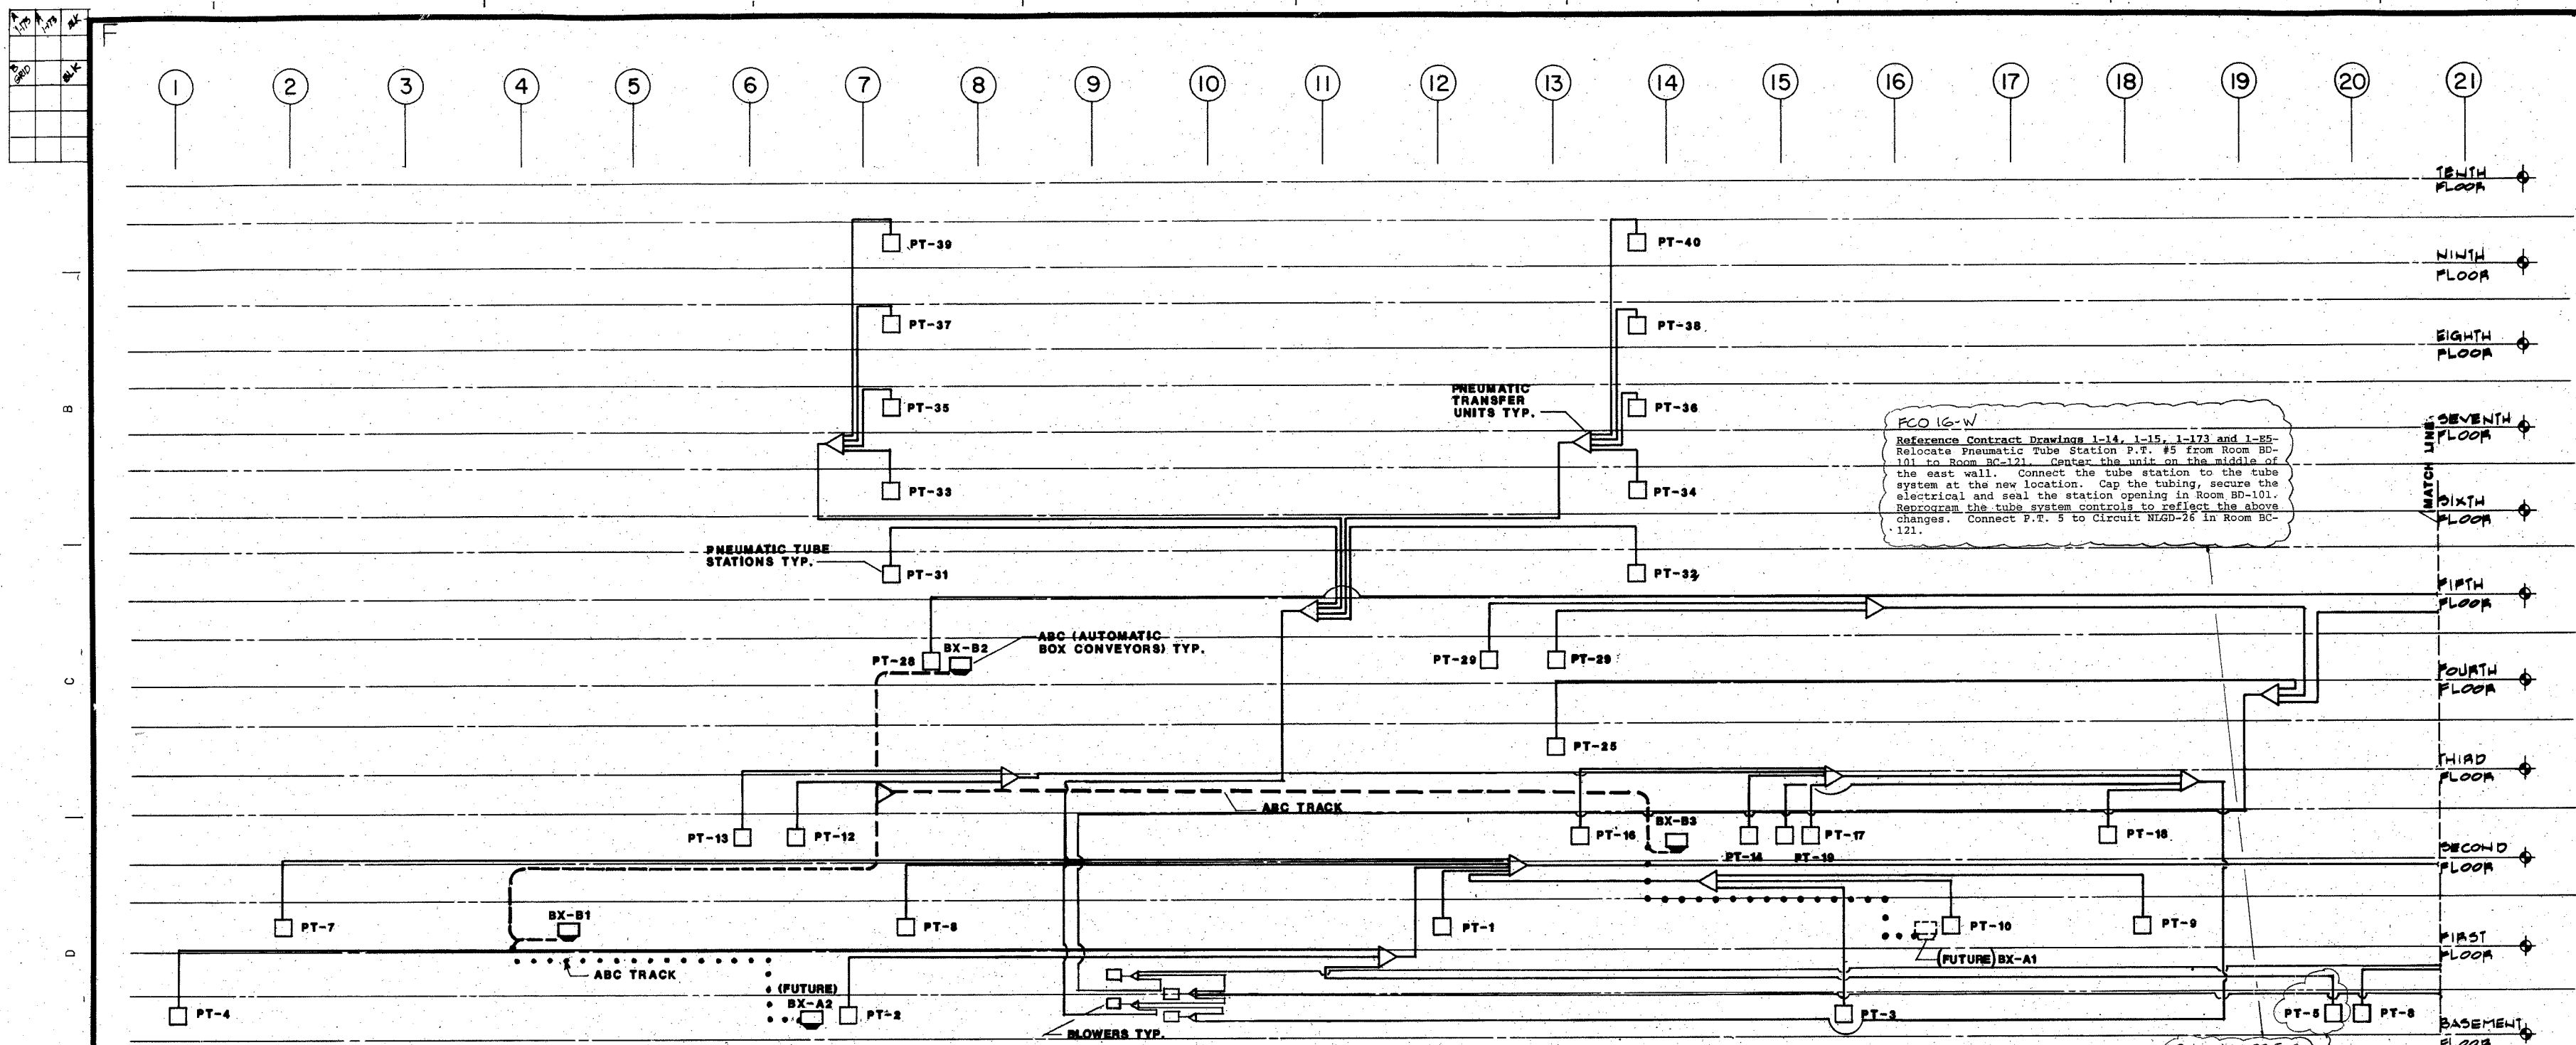 F
1 2 3 4 5 6 7 8 9 10 11 12 13 14 15 16 17 18 19 20 21
TENTH
FLOOR
PT-39
PT-40
NINTH
FLOOR
PT-37
PT-38
EIGHTH
FLOOR
B
PT-35
PNEUMATIC
TRANSFER
UNITS TYP.
PT-36
FCO 16-W
Reference Contract Drawings 1-14, 1-15, 1-173 and 1-E5-
Relocate Pneumatic Tube Station P.T. #5 from Room BD-
101 to Room BC-121. Center the unit on the middle of
the east wall. Connect the tube station to the tube
system at the new location. Cap the tubing, secure the
electrical and seal the station opening in Room BD-101.
Reprogram the tube system controls to reflect the above
changes. Connect P.T. 5 to Circuit NLGD-26 in Room BC-
121.
MATCH LINE
SEVENTH
FLOOR
PT-33
PT-34
SIXTH
FLOOR
PNEUMATIC TUBE
STATIONS TYP.
PT-31
PT-32
FIFTH
FLOOR
C
PT-28
BX-B2
ABC (AUTOMATIC
BOX CONVEYORS) TYP.
PT-29
PT-29
FOURTH
FLOOR
PT-25
THIRD
FLOOR
ABC TRACK
PT-13
PT-12
PT-16
BX-B3
PT-14
PT-19
PT-17
PT-18
SECOND
FLOOR
D
PT-7
BX-B1
PT-1
PT-10
PT-9
FIRST
FLOOR
ABC TRACK
(FUTURE) BX-A1
PT-4
(FUTURE)
BX-A2
PT-2
BLOWERS TYP.
PT-3
PT-5
BASEMENT
FLOOR